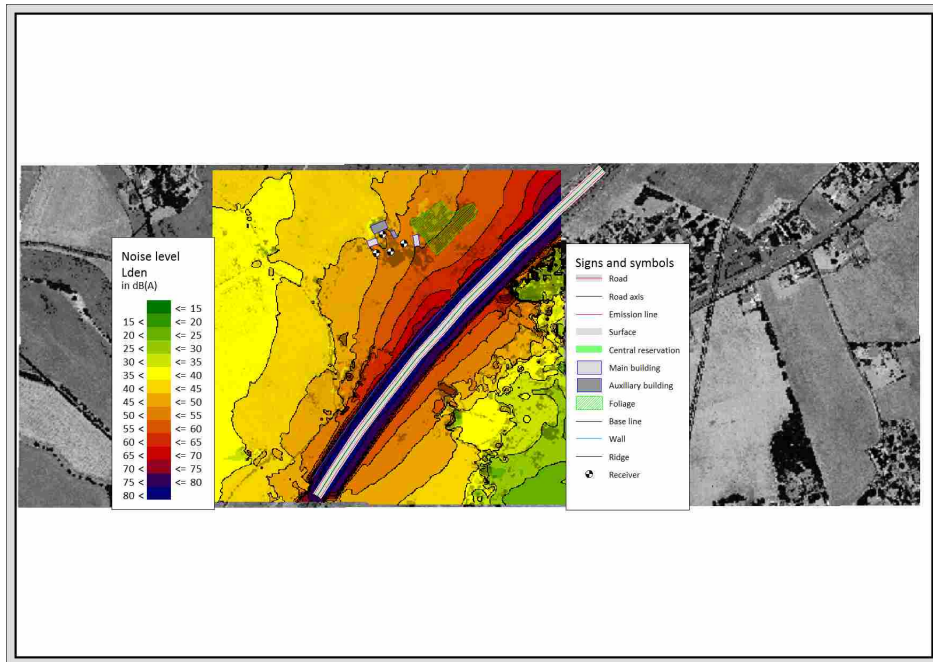 Noise level
Lden
in dB(A)
<= 15
15 < <= 20
20 < <= 25
25 < <= 30
30 < <= 35
35 < <= 40
40 < <= 45
45 < <= 50
50 < <= 55
55 < <= 60
60 < <= 65
65 < <= 70
70 < <= 75
75 < <= 80
80 <
Signs and symbols
Road
Road axis
Emission line
Surface
Central reservation
Main building
Auxiliary building
Foliage
Base line
Wall
Ridge
Receiver